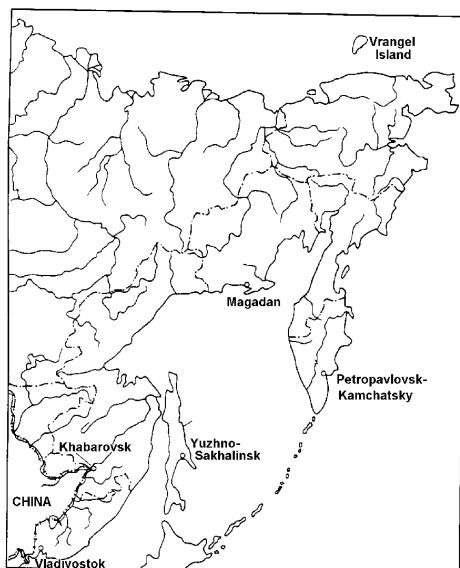 Vrangel
Island
Magadan
Petropavlovsk-
Kamchatsky
Yuzhno-
Sakhalinsk
Khabarovsk
CHINA
Vladivostok